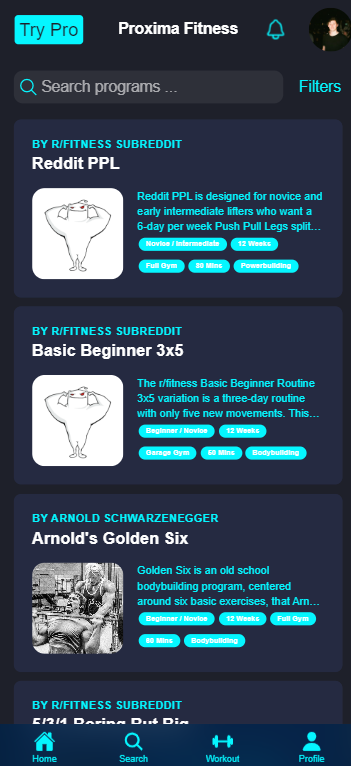 Try Pro
Proxima Fitness
Search programs ...
Filters
BY R/FITNESS SUBREDDIT
Reddit PPL
Reddit PPL is designed for novice and
early intermediate lifters who want a
6-day per week Push Pull Legs split...
Novice / Intermediate
12 Weeks
Full Gym
80 Mins
Powerbuilding
BY R/FITNESS SUBREDDIT
Basic Beginner 3x5
The r/fitness Basic Beginner Routine
3x5 variation is a three-day routine
with only five new movements. This...
Beginner / Novice
12 Weeks
Garage Gym
60 Mins
Bodybuilding
BY ARNOLD SCHWARZENEGGER
Arnold's Golden Six
Golden Six is an old school
bodybuilding program, centered
around six basic exercises, that Arn...
Beginner / Novice
12 Weeks
Full Gym
80 Mins
Bodybuilding
BY R/FITNESS SUBREDDIT
5/3/1 Boring But Big
Home
Search
Workout
Profile